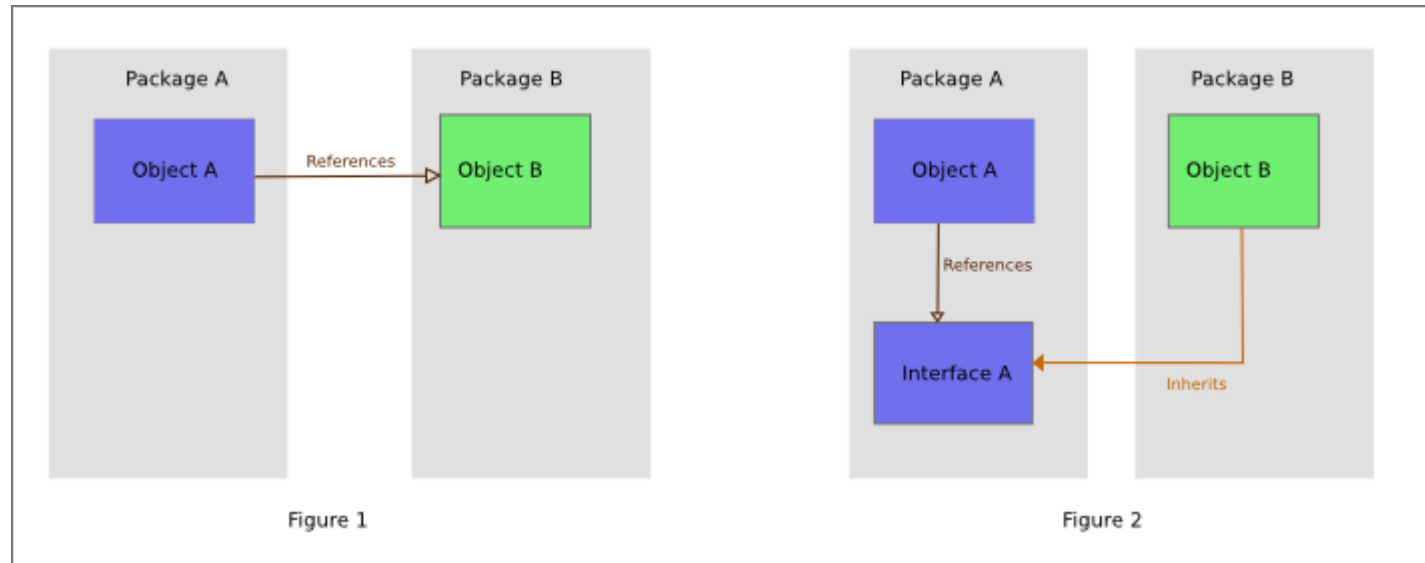 Package A
Package B
Object A
References
Object B
Figure 1
Package A
Package B
Object A
Object B
References
Interface A
Inherits
Figure 2